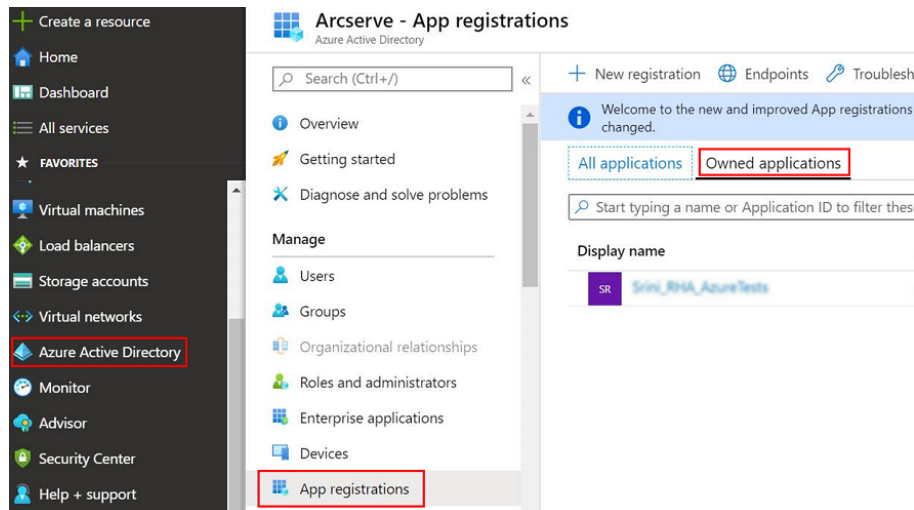 Create a resource
Home
Dashboard
All services
FAVORITES
Virtual machines
Load balancers
Storage accounts
Virtual networks
Azure Active Directory
Monitor
Advisor
Security Center
Help + support
Arcserve - App registrations
Azure Active Directory
Search (Ctrl+/)
«
Overview
Getting started
Diagnose and solve problems
Manage
Users
Groups
Organizational relationships
Roles and administrators
Enterprise applications
Devices
App registrations
New registration Endpoints Troublesh
Welcome to the new and improved App registrations
changed.
All applications Owned applications
Start typing a name or Application ID to filter thes
Display name
SR Srini_RHA_AzureTests